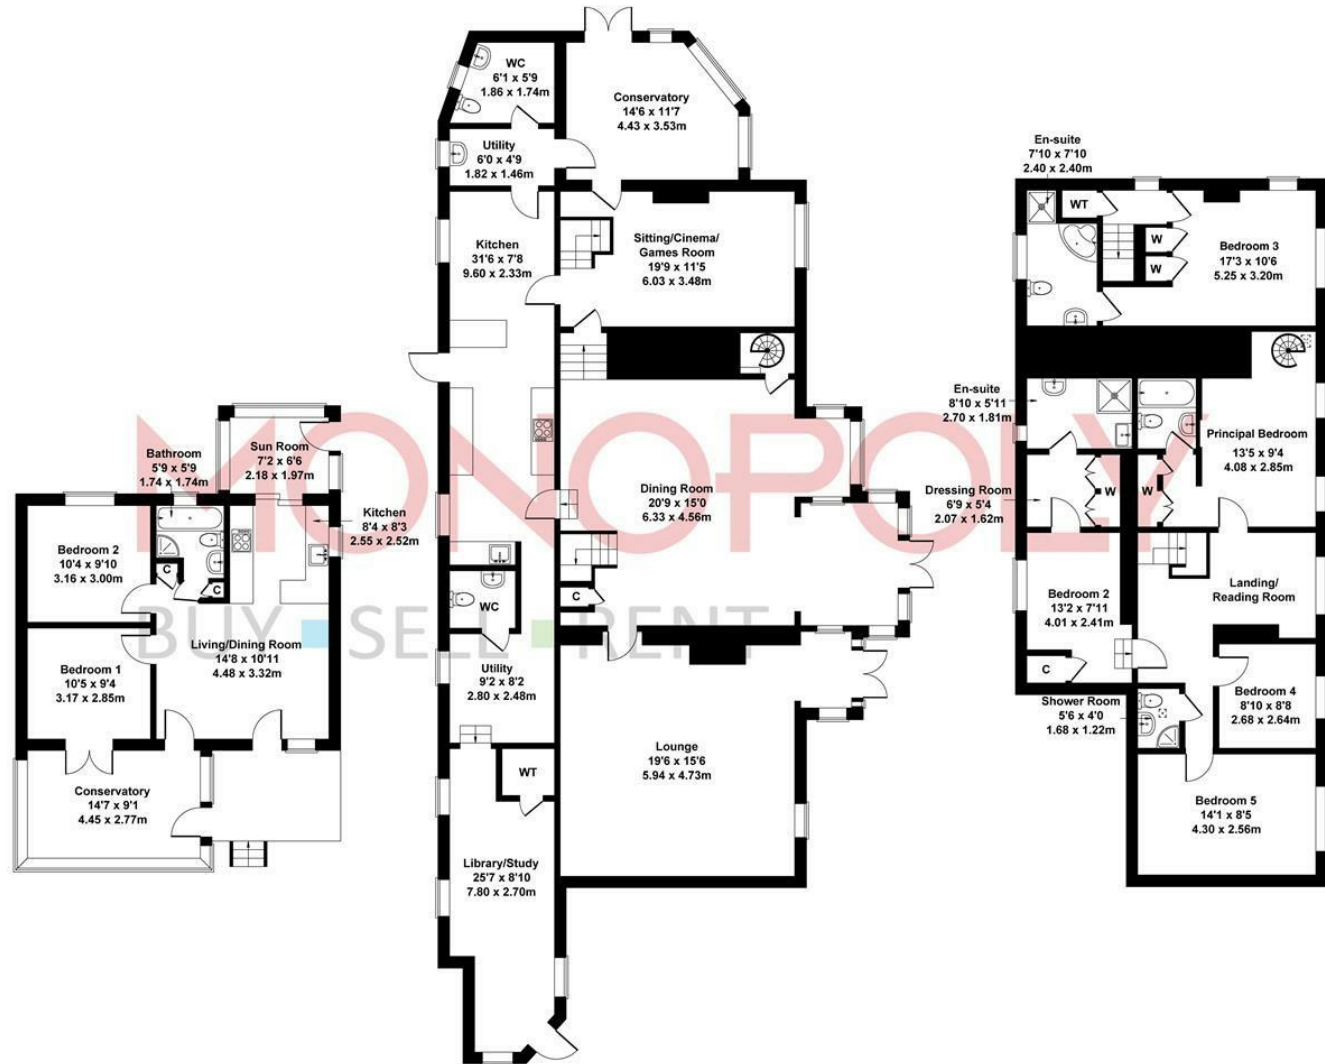 Bathroom
5'9 x 5'9
1.74 x 1.74m
Sun Room
7'2 x 6'6
2.18 x 1.97m
Kitchen
8'4 x 8'3
2.55 x 2.52m
Bedroom 2
10'4 x 9'10
3.16 x 3.00m
C
C
Living/Dining Room
14'8 x 10'11
4.48 x 3.32m
Bedroom 1
10'5 x 9'4
3.17 x 2.85m
Conservatory
14'7 x 9'1
4.45 x 2.77m
WC
6'1 x 5'9
1.86 x 1.74m
Conservatory
14'6 x 11'7
4.43 x 3.53m
Utility
6'0 x 4'9
1.82 x 1.46m
Kitchen
31'6 x 7'8
9.60 x 2.33m
Sitting/Cinema/
Games Room
19'9 x 11'5
6.03 x 3.48m
Dining Room
20'9 x 15'0
6.33 x 4.56m
C
WC
Utility
9'2 x 8'2
2.80 x 2.48m
WT
Lounge
19'6 x 15'6
5.94 x 4.73m
Library/Study
25'7 x 8'10
7.80 x 2.70m
En-suite
7'10 x 7'10
2.40 x 2.40m
WT
W
W
Bedroom 3
17'3 x 10'6
5.25 x 3.20m
En-suite
8'10 x 5'11
2.70 x 1.81m
Principal Bedroom
13'5 x 9'4
4.08 x 2.85m
Dressing Room
6'9 x 5'4
2.07 x 1.62m
W
W
Bedroom 2
13'2 x 7'11
4.01 x 2.41m
C
Landing/
Reading Room
Bedroom 4
8'10 x 8'8
2.68 x 2.64m
Shower Room
5'6 x 4'0
1.68 x 1.22m
Bedroom 5
14'1 x 8'5
4.30 x 2.56m
MONOPOLY
BUY SELL RENT